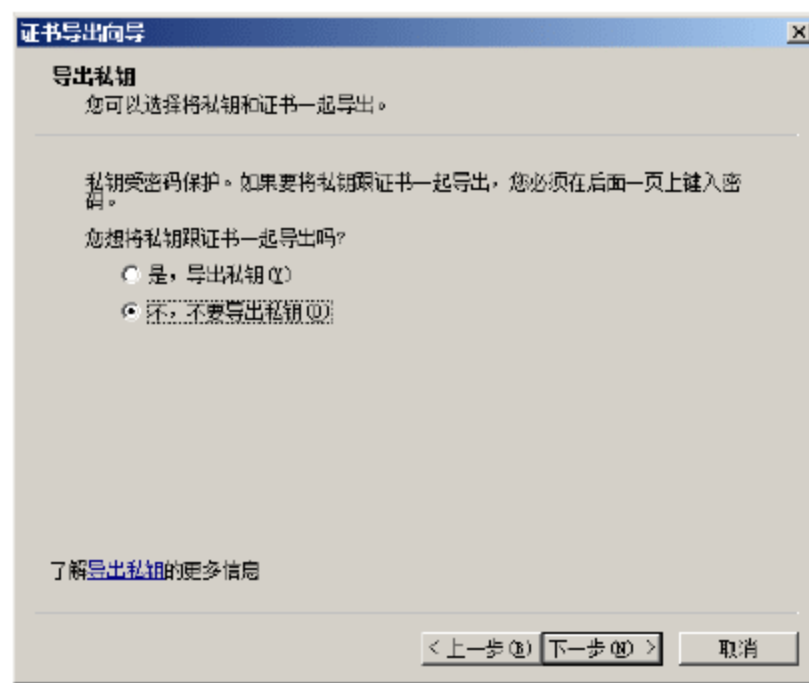 证书导出向导
导出私钥
您可以选择将私钥和证书一起导出。
私钥受密码保护。如果要将私钥跟证书一起导出，您必须在后面一页上键入密
码。
您想将私钥跟证书一起导出吗?
是，导出私钥(Y)
不，不要导出私钥(O)
了解导出私钥的更多信息
< 上一步(B) 下一步(N) > 取消